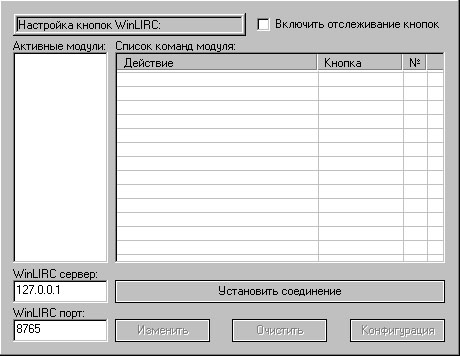 Настройка кнопок WinLIRC:
Включить отслеживание кнопок
Активные модули:
Список команд модуля:
Действие Кнопка №
WinLIRC сервер:
127.0.0.1
Установить соединение
WinLIRC порт:
8765
Изменить Очистить Конфигурация